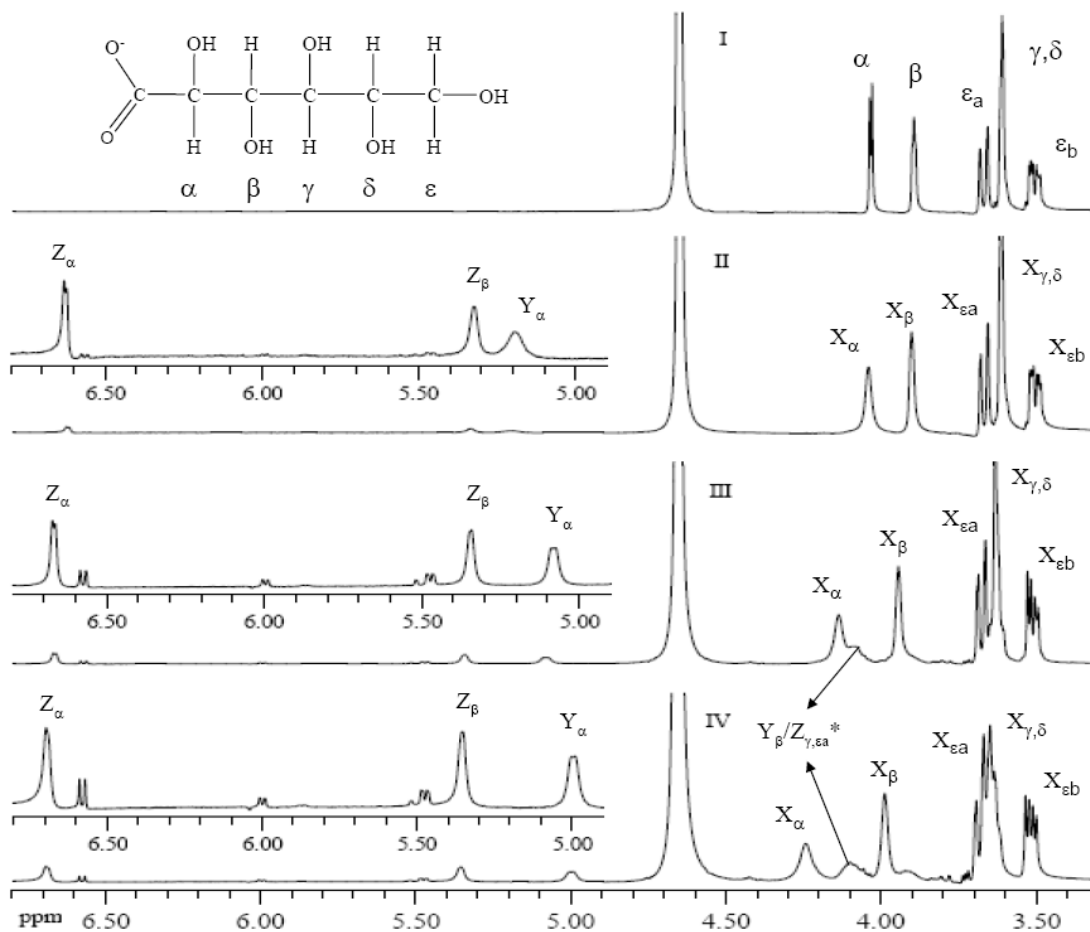 O⁻ OH H OH H H
C C C C C C OH
O H OH H OH H
α β γ δ ε
I
α β εa γ,δ εb
Zα Zβ Yα
6.50 6.00 5.50 5.00
II
Xα Xβ Xεa Xγ,δ Xεb
Zα Zβ Yα
6.50 6.00 5.50 5.00
III
Xα Xβ Xεa Xγ,δ Xεb
Yβ/Zγ,εa*
Zα Zβ Yα
6.50 6.00 5.50 5.00
IV
Xα Xβ Xεa Xγ,δ Xεb
ppm 6.50 6.00 5.50 5.00 4.50 4.00 3.50